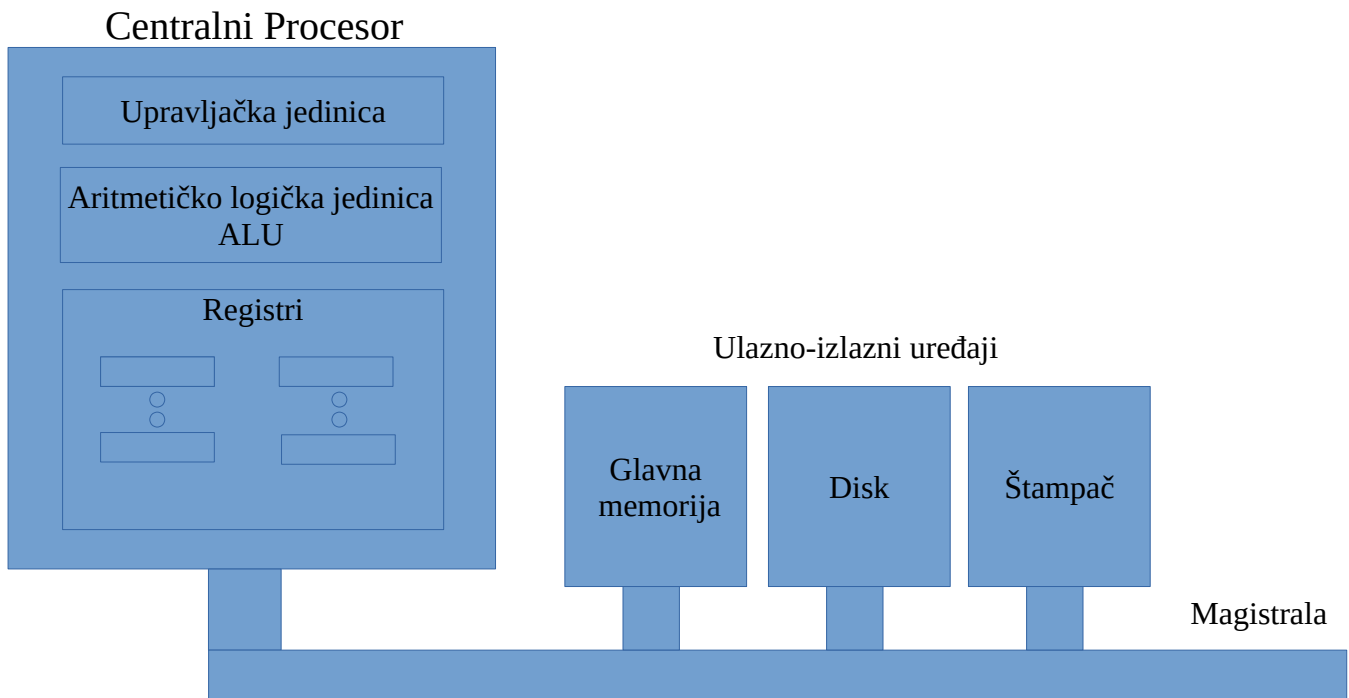 Centralni Procesor
Upravljačka jedinica
Aritmetičko logička jedinica
ALU
Registri
Ulazno-izlazni uređaji
Glavna
memorija
Disk
Štampač
Magistrala